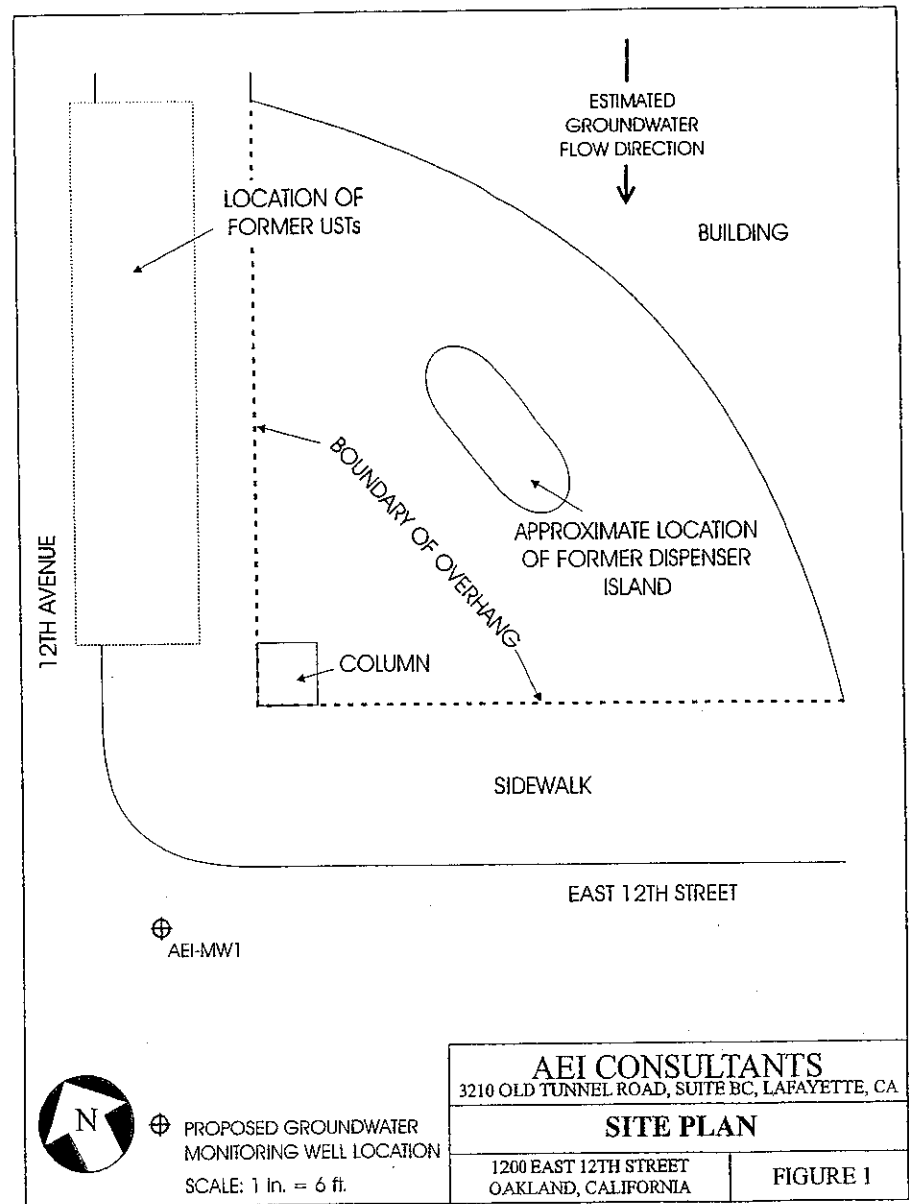 ESTIMATED
GROUNDWATER
FLOW DIRECTION
LOCATION OF
FORMER USTs
BUILDING
BOUNDARY OF OVERHANG
APPROXIMATE LOCATION
OF FORMER DISPENSER
ISLAND
12TH AVENUE
COLUMN
SIDEWALK
EAST 12TH STREET
AEI-MW1
N
PROPOSED GROUNDWATER
MONITORING WELL LOCATION
SCALE: 1 in. = 6 ft.
AEI CONSULTANTS
3210 OLD TUNNEL ROAD, SUITE BC, LAFAYETTE, CA
SITE PLAN
1200 EAST 12TH STREET
OAKLAND, CALIFORNIA
FIGURE 1